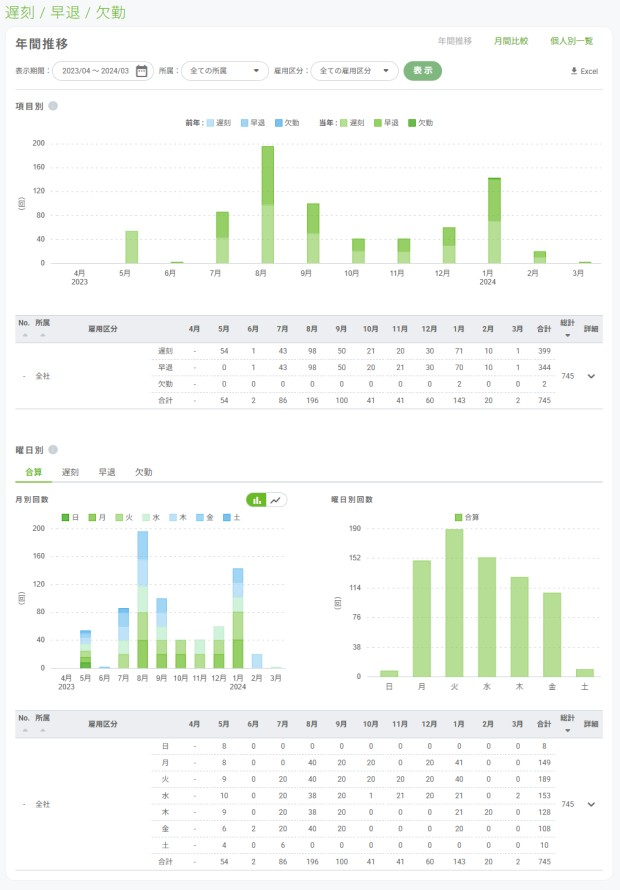 遅刻 / 早退 / 欠勤
年間推移
年間推移 月間比較 個人別一覧
表示期間： 2023/04 ～ 2024/03 所属： 全ての所属 雇用区分： 全ての雇用区分 表示 Excel
項目別
前年： 遅刻 早退 欠勤 当年： 遅刻 早退 欠勤
200
160
120
80
40
0
(回)
4月 5月 6月 7月 8月 9月 10月 11月 12月 1月 2月 3月
2023 2024
No. 所属 雇用区分 4月 5月 6月 7月 8月 9月 10月 11月 12月 1月 2月 3月 合計 総計 詳細
遅刻 - 54 1 43 98 50 21 20 30 71 10 1 399
早退 - 0 1 43 98 50 20 21 30 70 10 1 344
- 全社 745
欠勤 - 0 0 0 0 0 0 0 0 2 0 0 2
合計 - 54 2 86 196 100 41 41 60 143 20 2 745
曜日別
合算 遅刻 早退 欠勤
月別回数
日 月 火 水 木 金 土
200
160
120
80
40
0
(回)
4月 5月 6月 7月 8月 9月 10月 11月 12月 1月 2月 3月
2023 2024
曜日別回数
合算
190
152
114
76
38
0
(回)
日 月 火 水 木 金 土
No. 所属 雇用区分 4月 5月 6月 7月 8月 9月 10月 11月 12月 1月 2月 3月 合計 総計 詳細
日 - 8 0 0 0 0 0 0 0 0 0 0 8
月 - 8 0 0 40 20 20 0 20 41 0 0 149
火 - 9 0 20 40 20 20 20 20 40 0 0 189
水 - 10 0 20 38 20 1 21 20 21 0 2 153
- 全社 745
木 - 9 0 20 38 20 0 0 0 21 20 0 128
金 - 6 2 20 40 20 0 0 0 20 0 0 108
土 - 4 0 6 0 0 0 0 0 0 0 0 10
合計 - 54 2 86 196 100 41 41 60 143 20 2 745